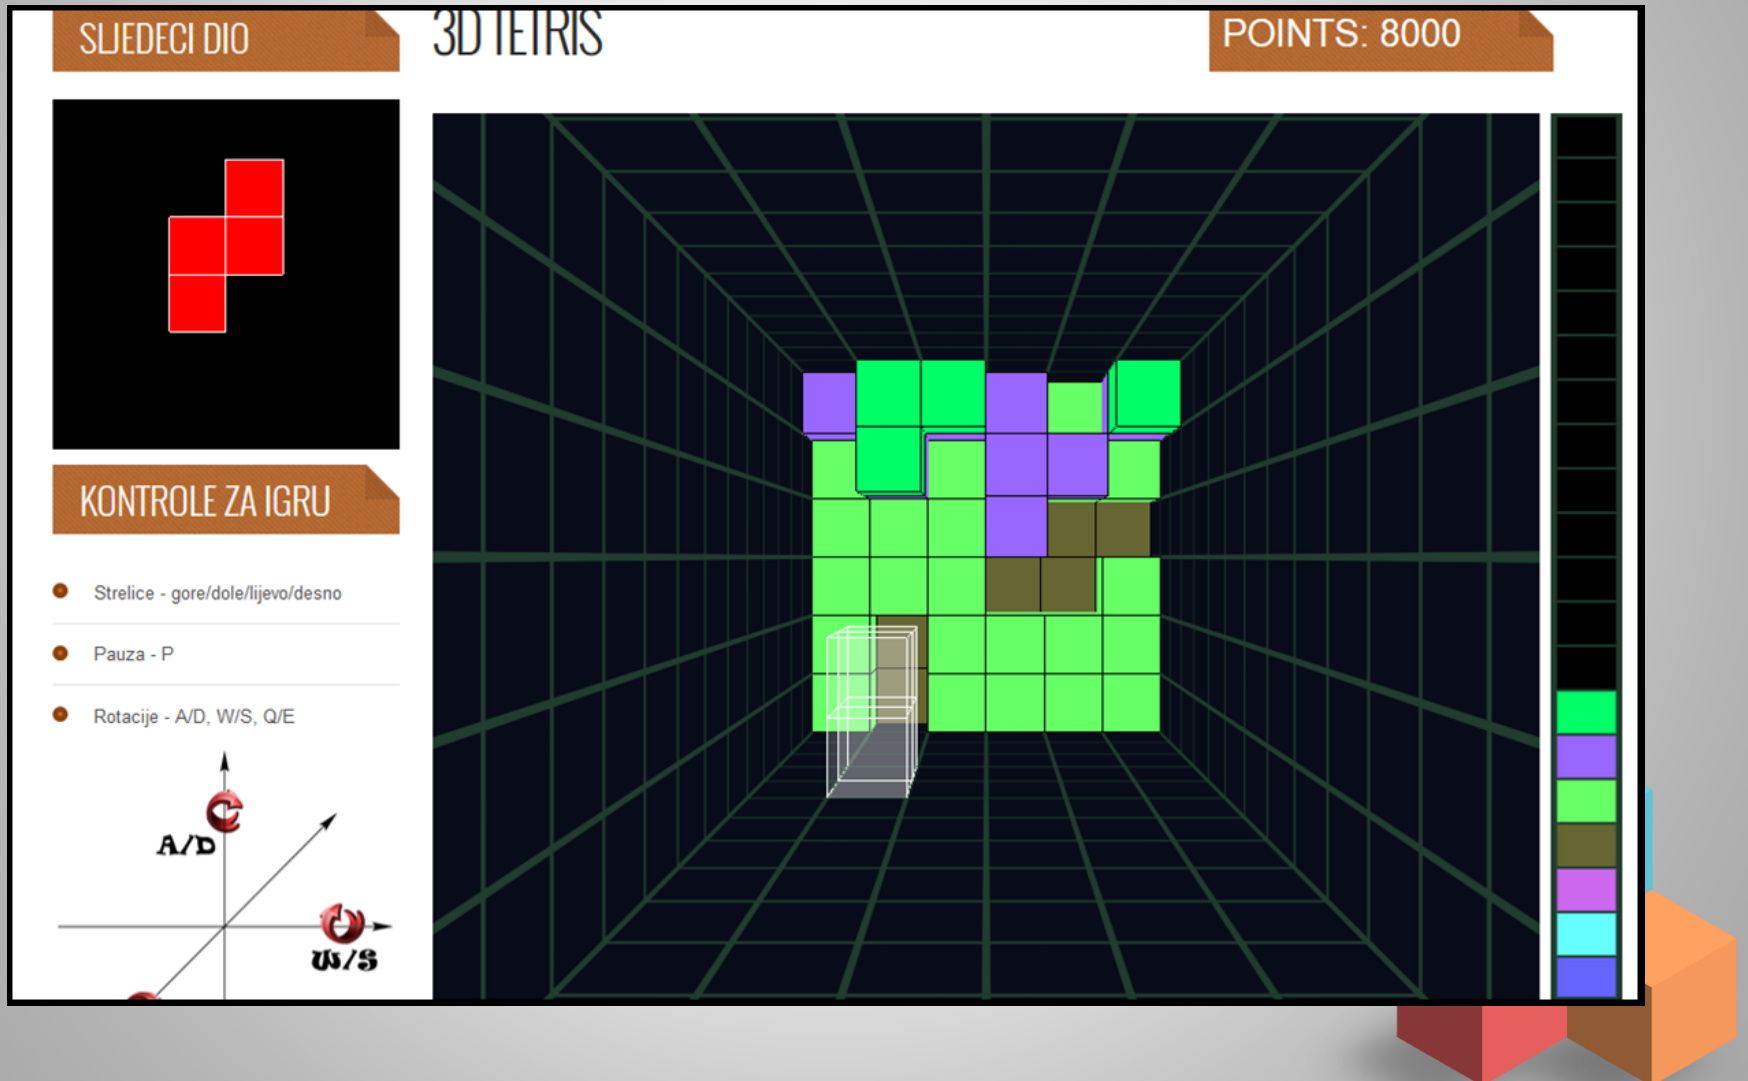 SLJEDECI DIO
3D TETRIS
POINTS: 8000
KONTROLE ZA IGRU
Strelice - gore/dole/lijevo/desno
Pauza - P
Rotacije - A/D, W/S, Q/E
A/D
W/S